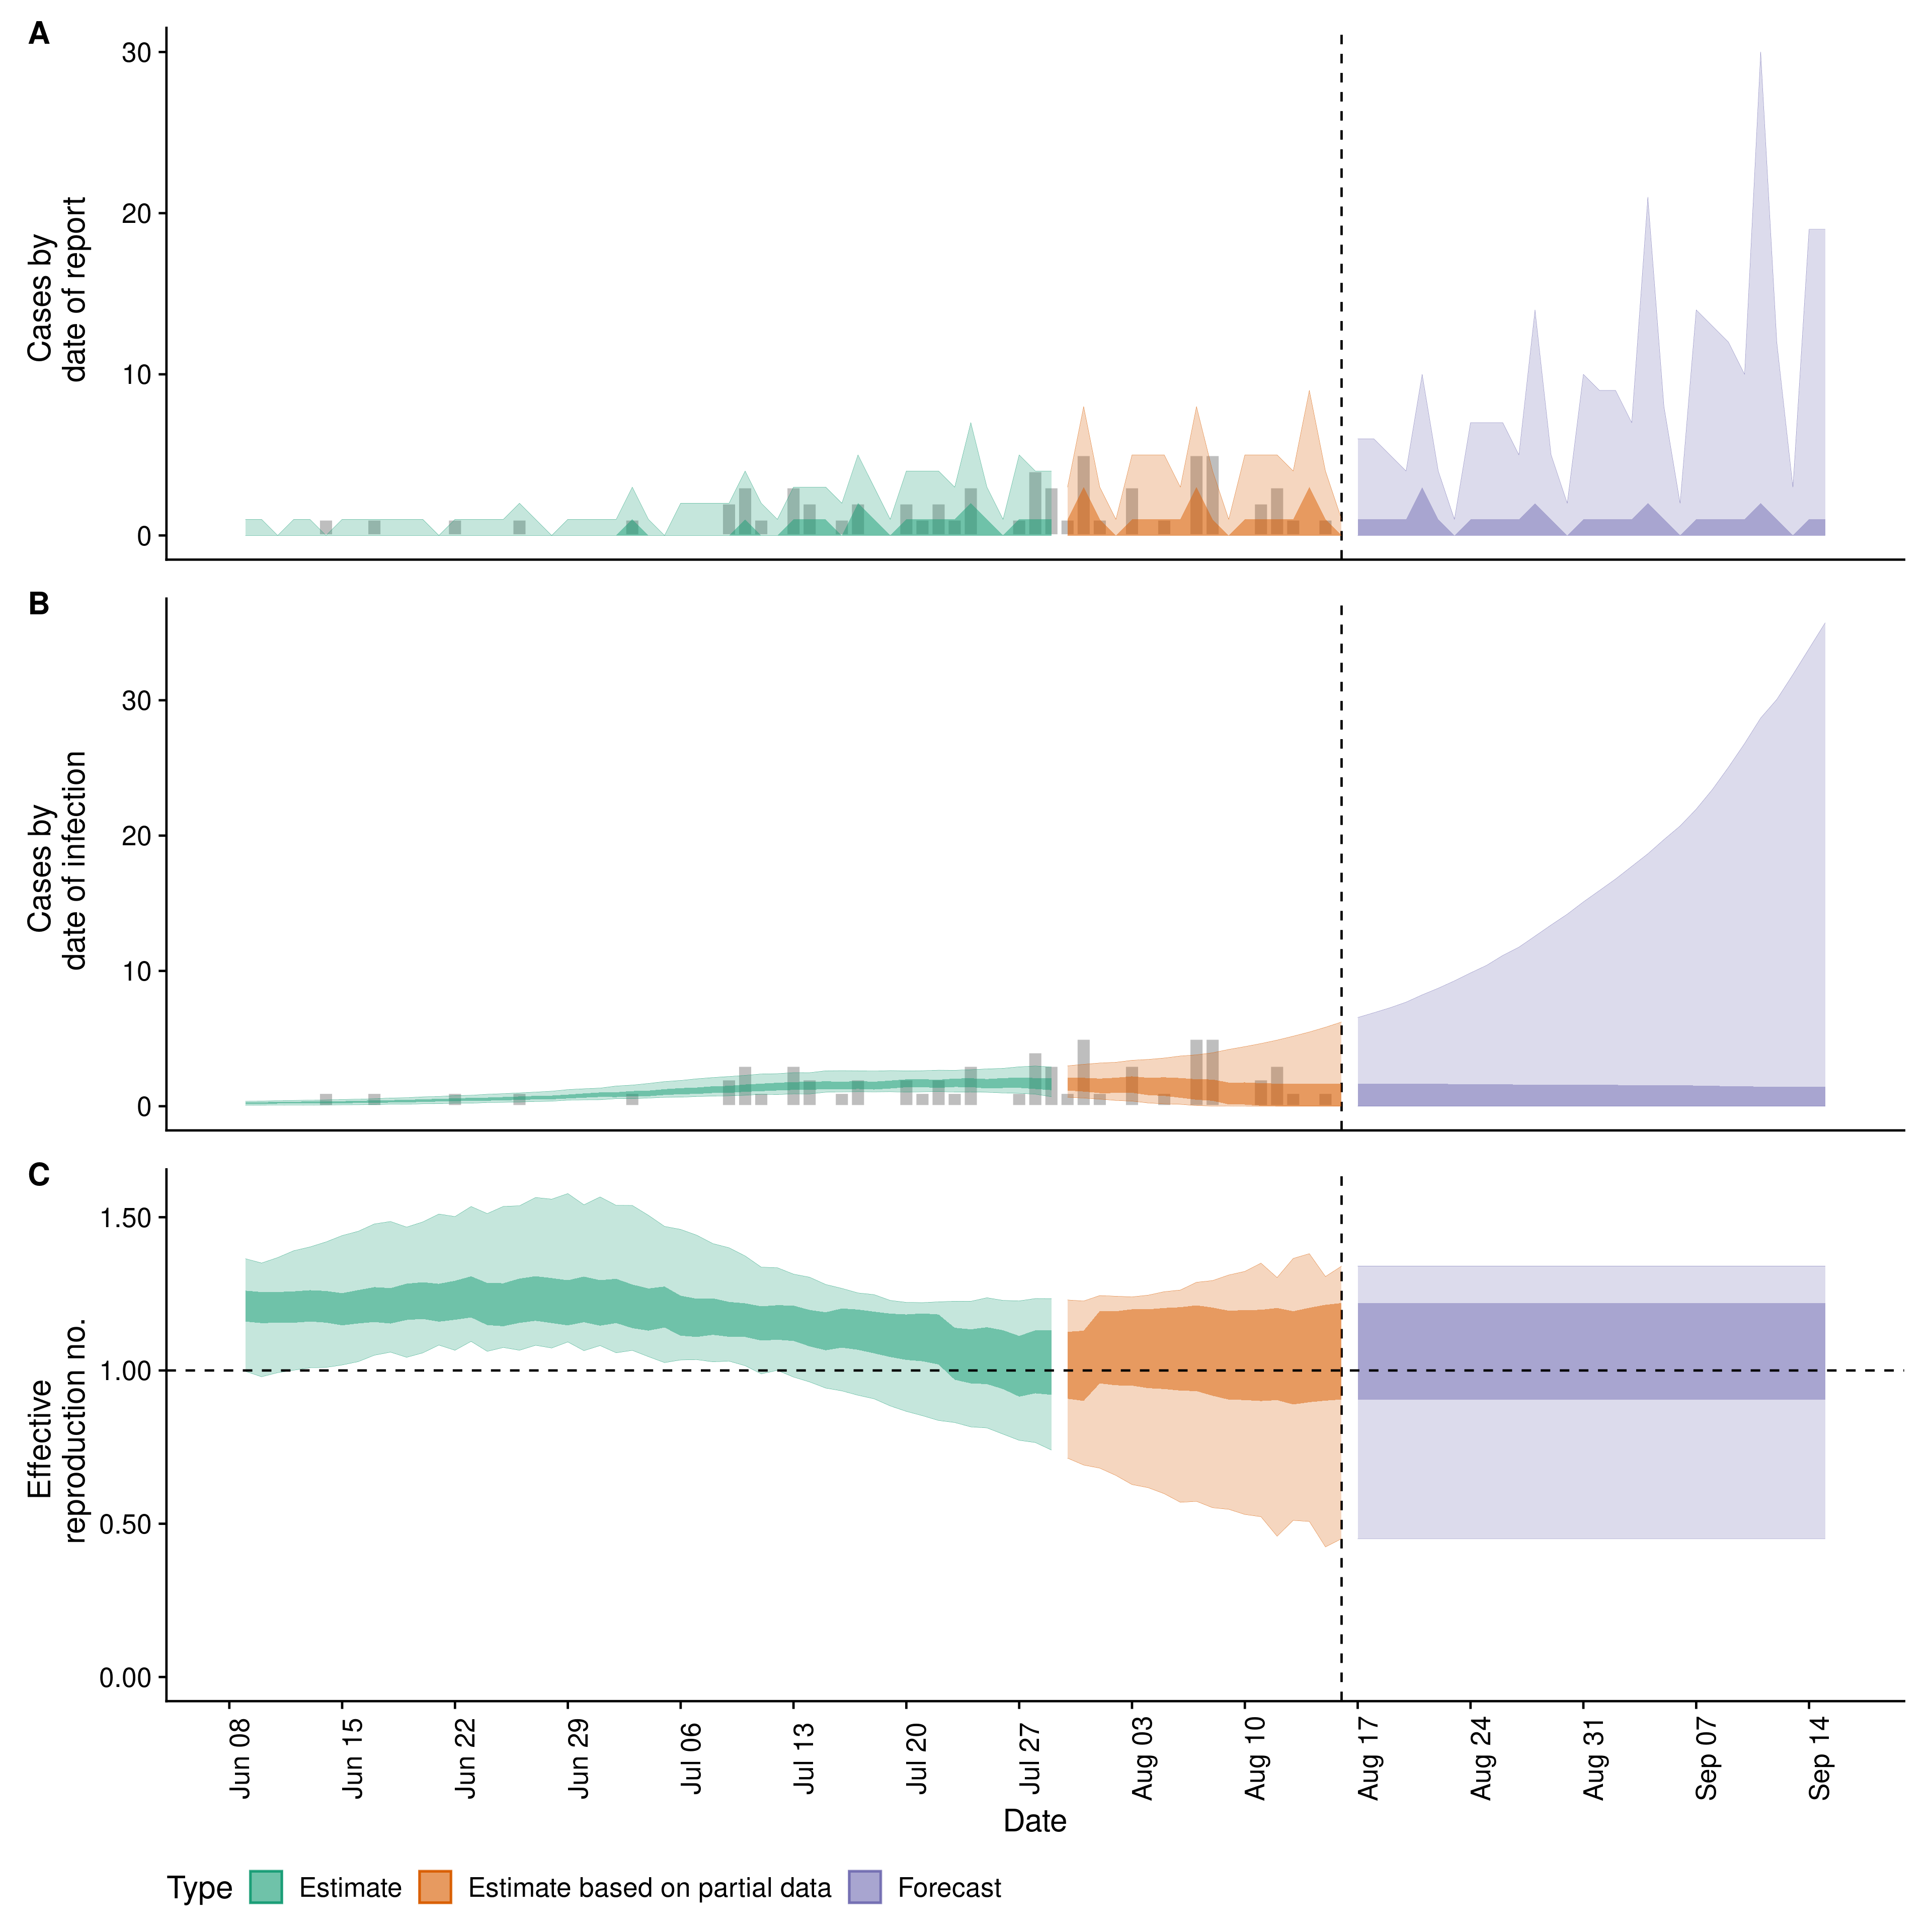 A
30
20
10
0
Cases by
date of report
B
30
20
10
0
Cases by
date of infection
C
1.50
1.00
0.50
0.00
Effective
reproduction no.
Jun 08
Jun 15
Jun 22
Jun 29
Jul 06
Jul 13
Jul 20
Jul 27
Aug 03
Aug 10
Aug 17
Aug 24
Aug 31
Sep 07
Sep 14
Date
Type
Estimate
Estimate based on partial data
Forecast